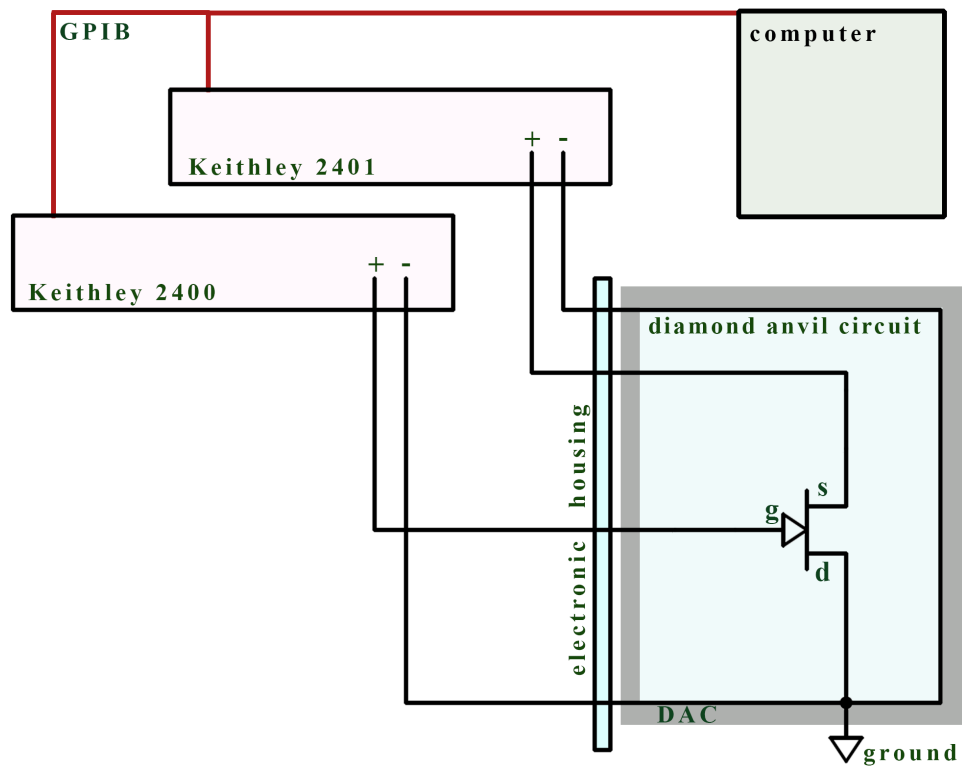 GPIB
computer
+ -
Keithley 2401
+ -
Keithley 2400
diamond anvil circuit
electronic housing
s
g
d
DAC
ground